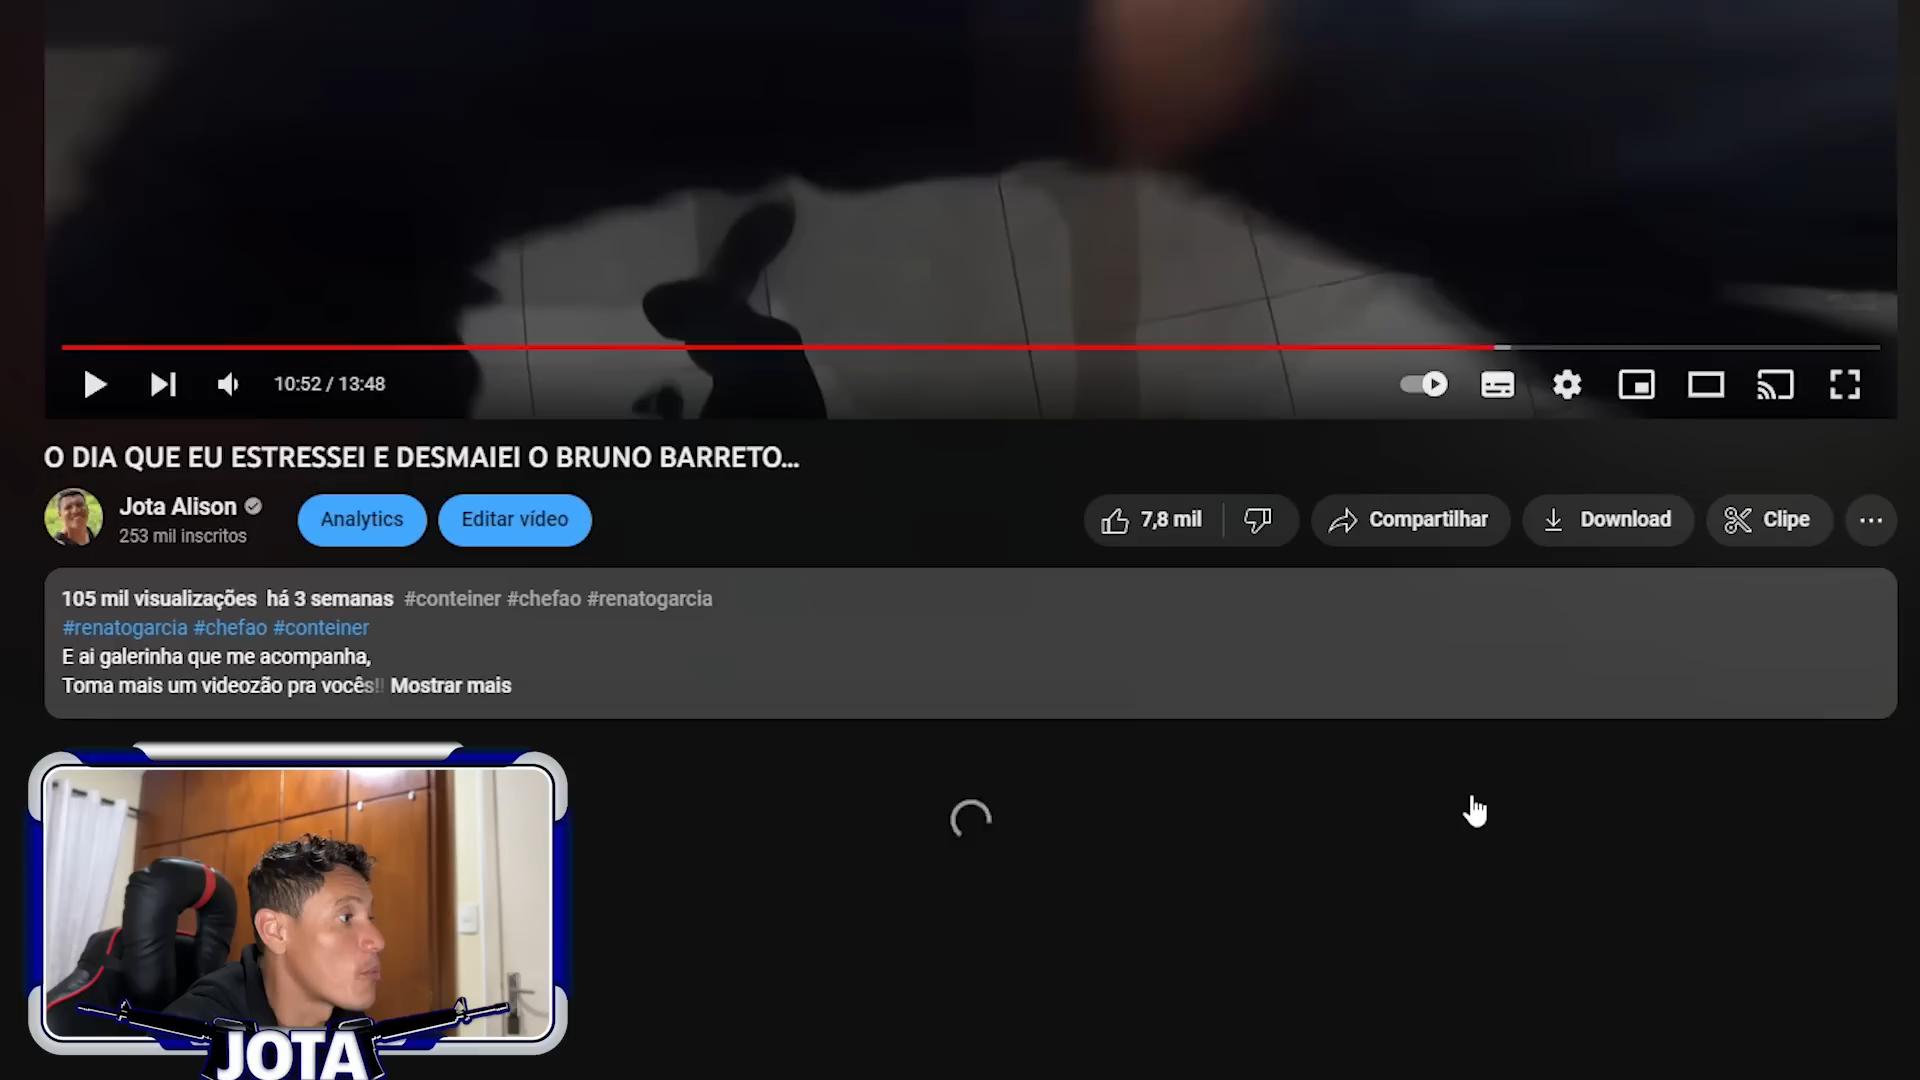 10:52 / 13:48
O DIA QUE EU ESTRESSEI E DESMAIEI O BRUNO BARRETO...
Jota Alison
253 mil inscritos
Analytics
Editar vídeo
7,8 mil
Compartilhar
Download
Clipe
105 mil visualizações há 3 semanas #conteiner #chefao #renatogarcia
#renatogarcia #chefao #conteiner
E ai galerinha que me acompanha,
Toma mais um videozão pra vocês!! Mostrar mais
JOTA